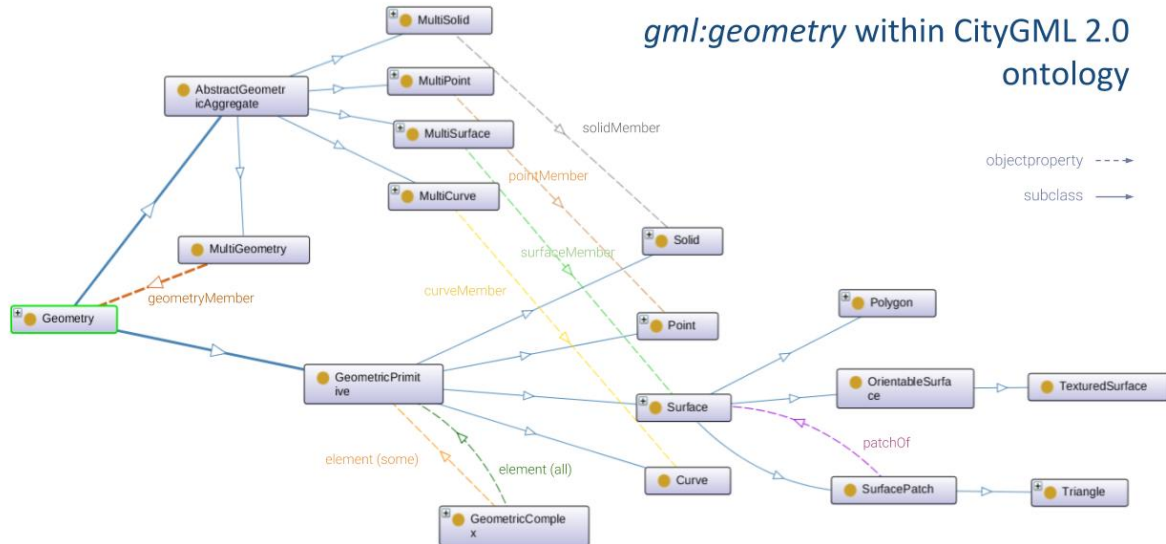 gml:geometry within CityGML 2.0
ontology
MultiSolid
AbstractGeometr
icAggregate
MultiPoint
MultiSurface
solidMember
objectproperty
pointMember
MultiCurve
subclass
MultiGeometry
Solid
surfaceMember
geometryMember
curveMember
Polygon
Geometry
Point
GeometricPrimit
ive
OrientableSurfa
ce
TexturedSurface
Surface
patchOf
element (some)
element (all)
Curve
SurfacePatch
Triangle
GeometricComple
x